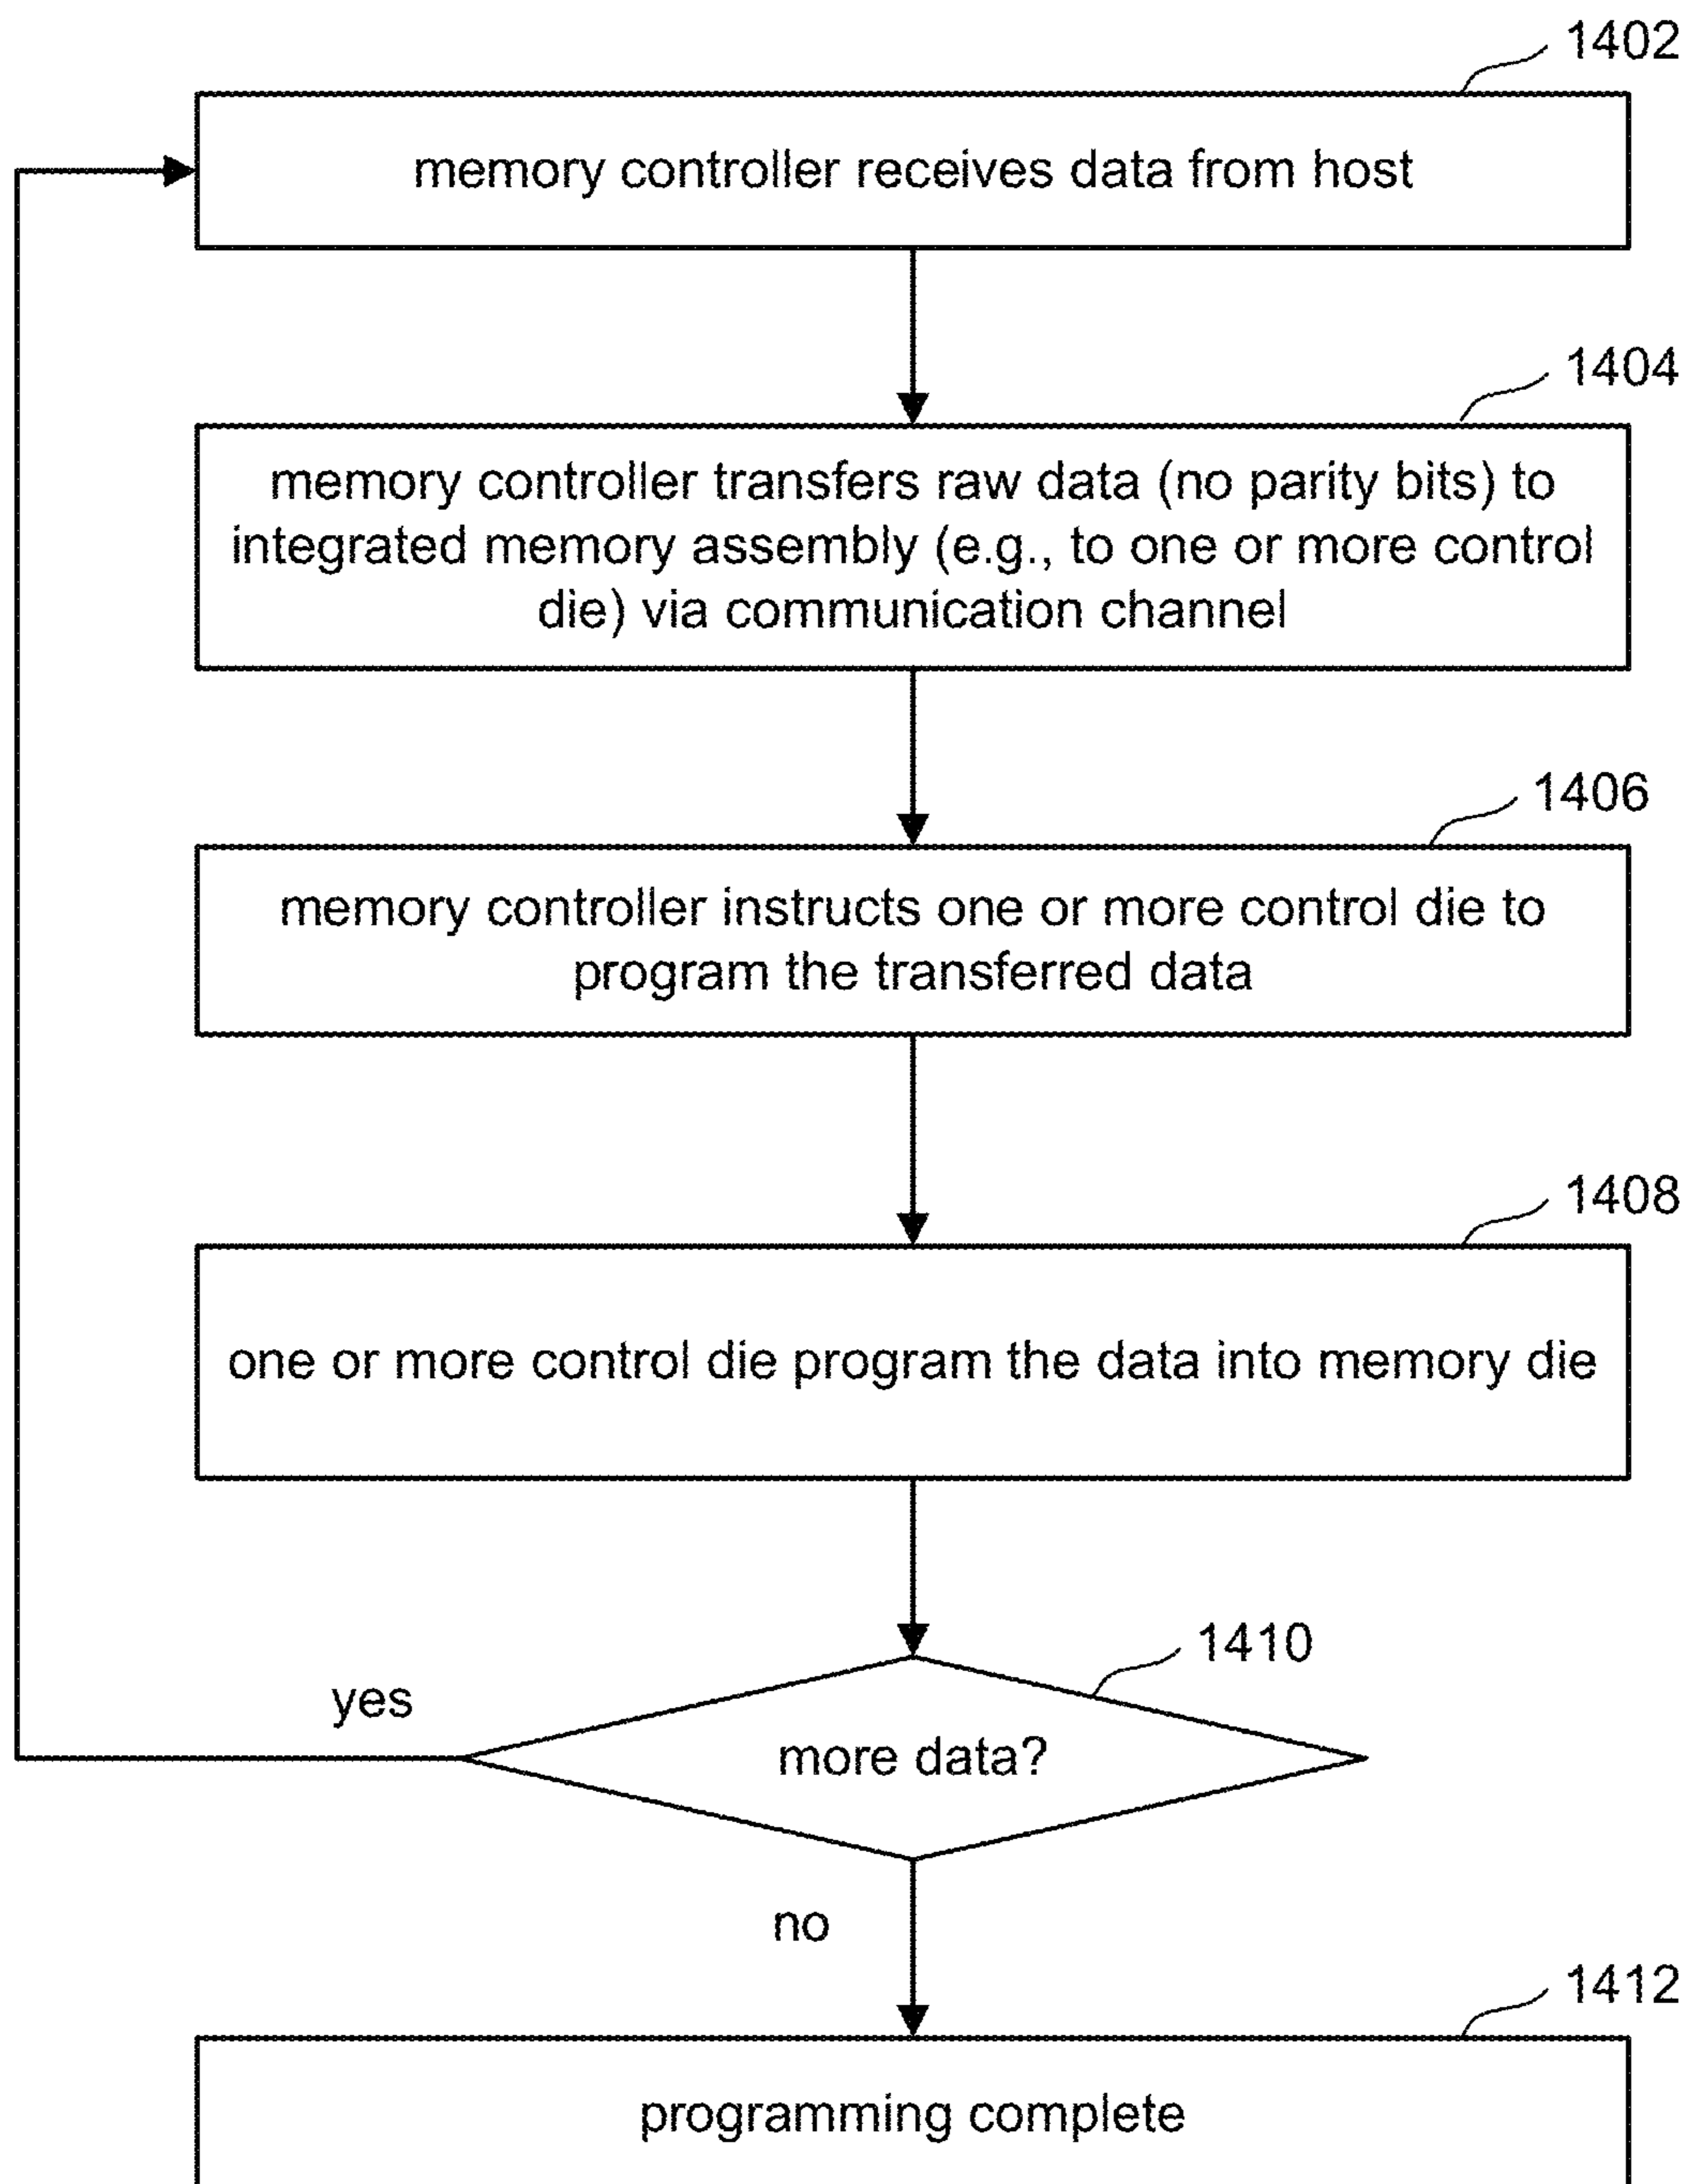 1402
memory controller receives data from host
1404
memory controller transfers raw data (no parity bits) to
integrated memory assembly (e.g., to one or more control
die) via communication channel
1406
memory controller instructs one or more control die to
program the transferred data
1408
one or more control die program the data into memory die
1410
yes
more data?
no
1412
programming complete